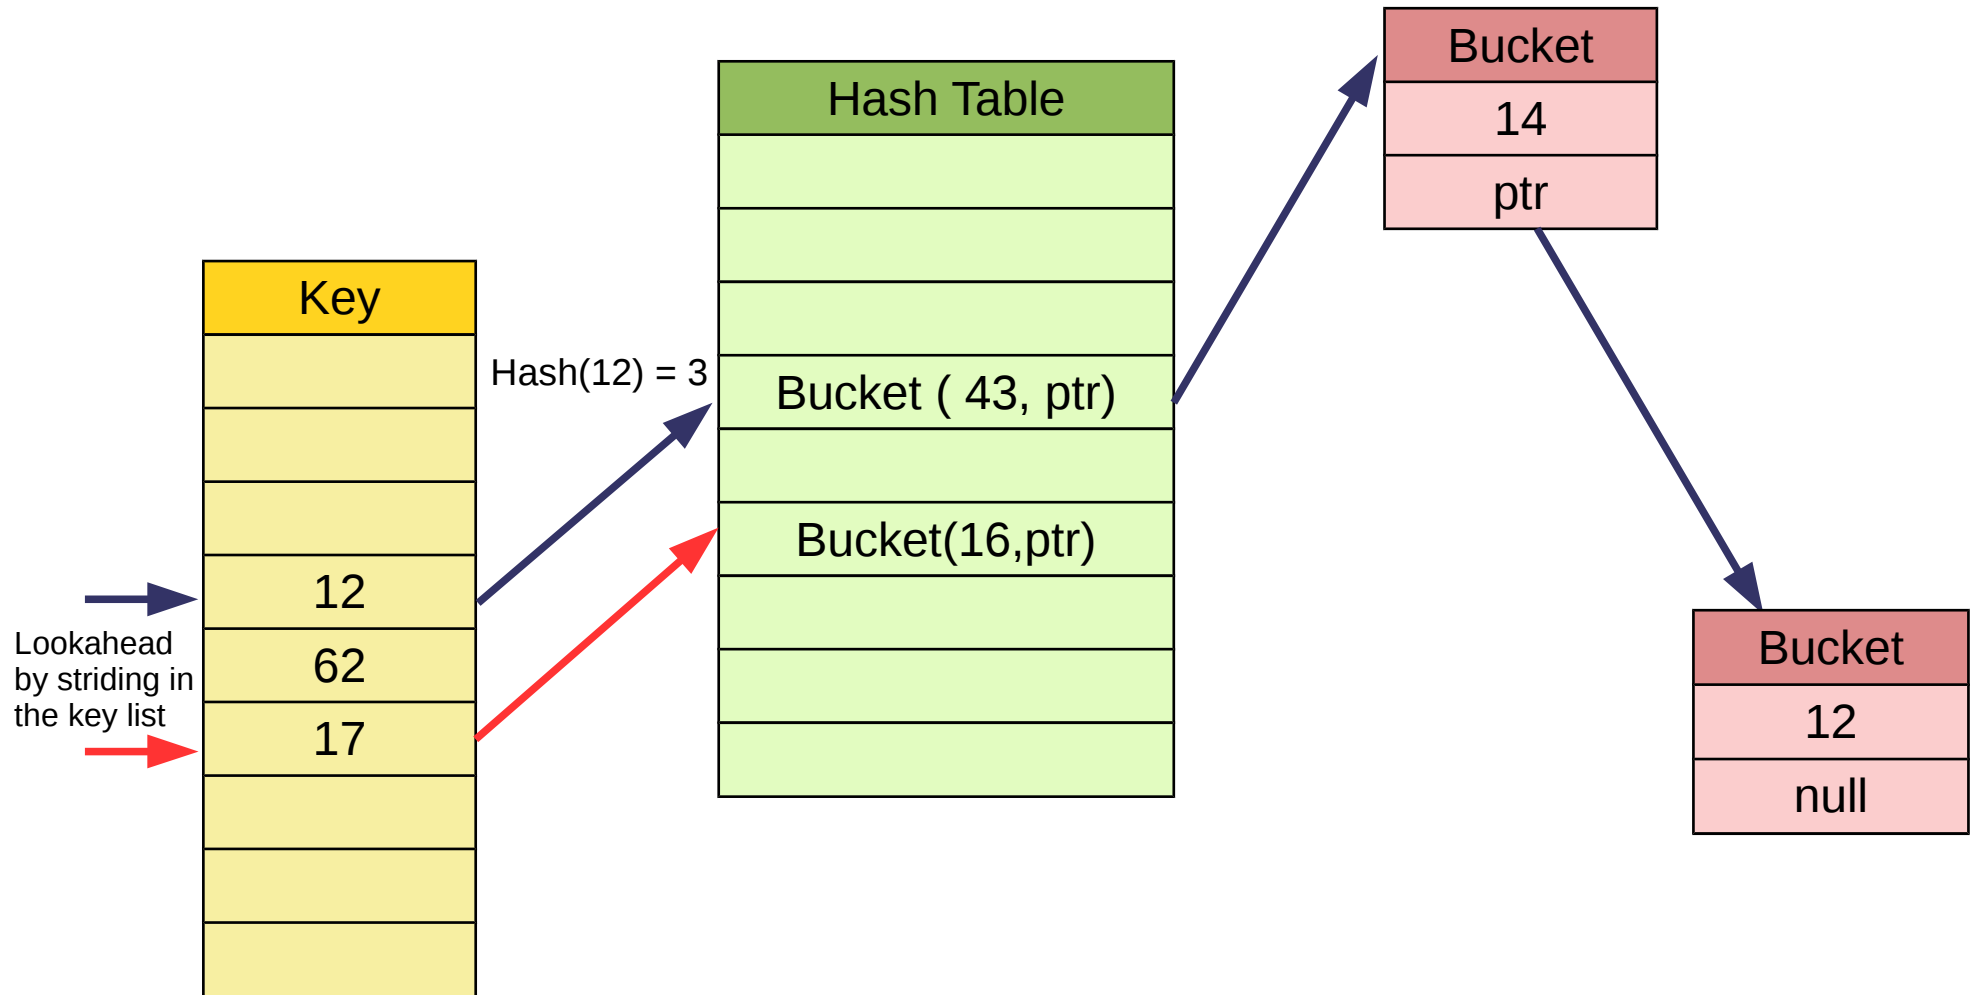 Key
12
62
17
Lookahead
by striding in
the key list
Hash(12) = 3
Hash Table
Bucket ( 43, ptr)
Bucket(16,ptr)
Bucket
14
ptr
Bucket
12
null